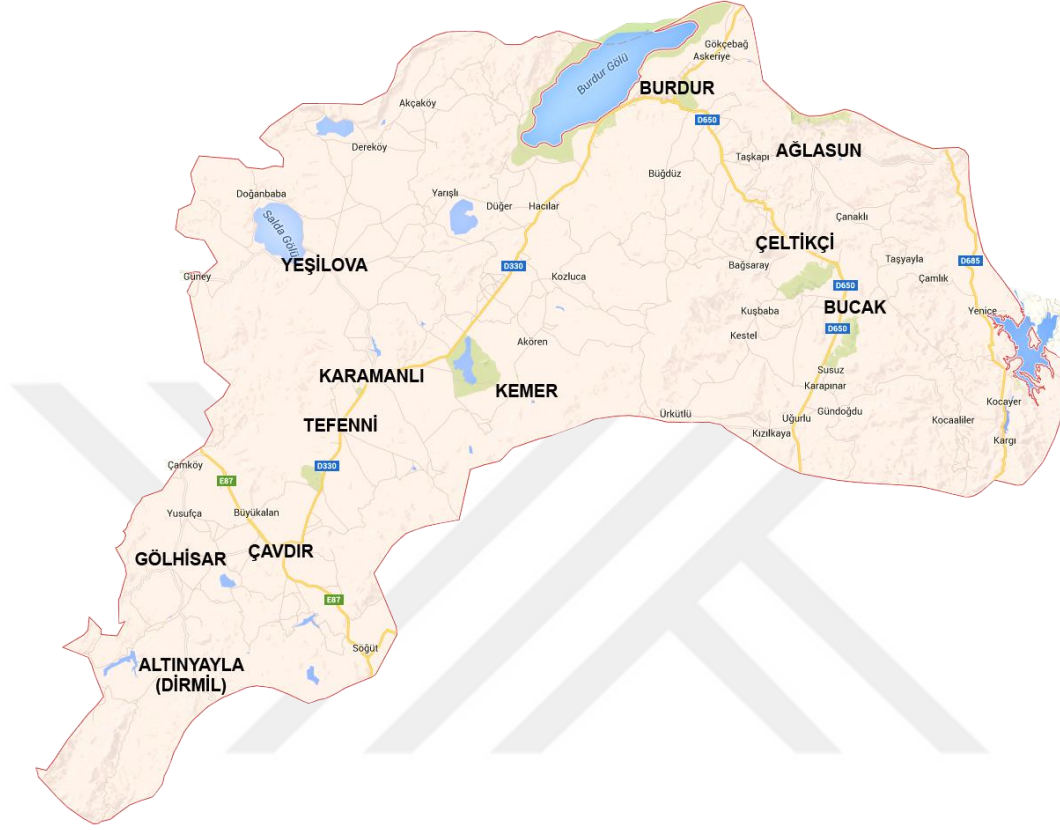 Gökçebağ
Askeriye
Burdur Gölü
BURDUR
Akçaköy
D650
Dereköy
AĞLASUN
Taşkapı
Büğdüz
Doğanbaba
Yarışlı
Düğer
Hacılar
Çanaklı
Salda Gölü
ÇELTİKÇİ
YEŞİLOVA
D330
Bağsaray
Taşyayla
D685
Güney
Kozluca
Çamlık
D650
BUCAK
Kuşbaba
Yenice
D650
Kestel
Akören
KARAMANLI
Susuz
KEMER
Karapınar
Kocayer
TEFENNİ
Ürkütlü
Uğurlu
Gündoğdu
Kocaaliler
Kızılkaya
Kargı
Çamköy
D330
E87
Yusufça
Büyükalan
ÇAVDIR
GÖLHİSAR
E87
Söğüt
ALTINYAYLA
(DİRMİL)